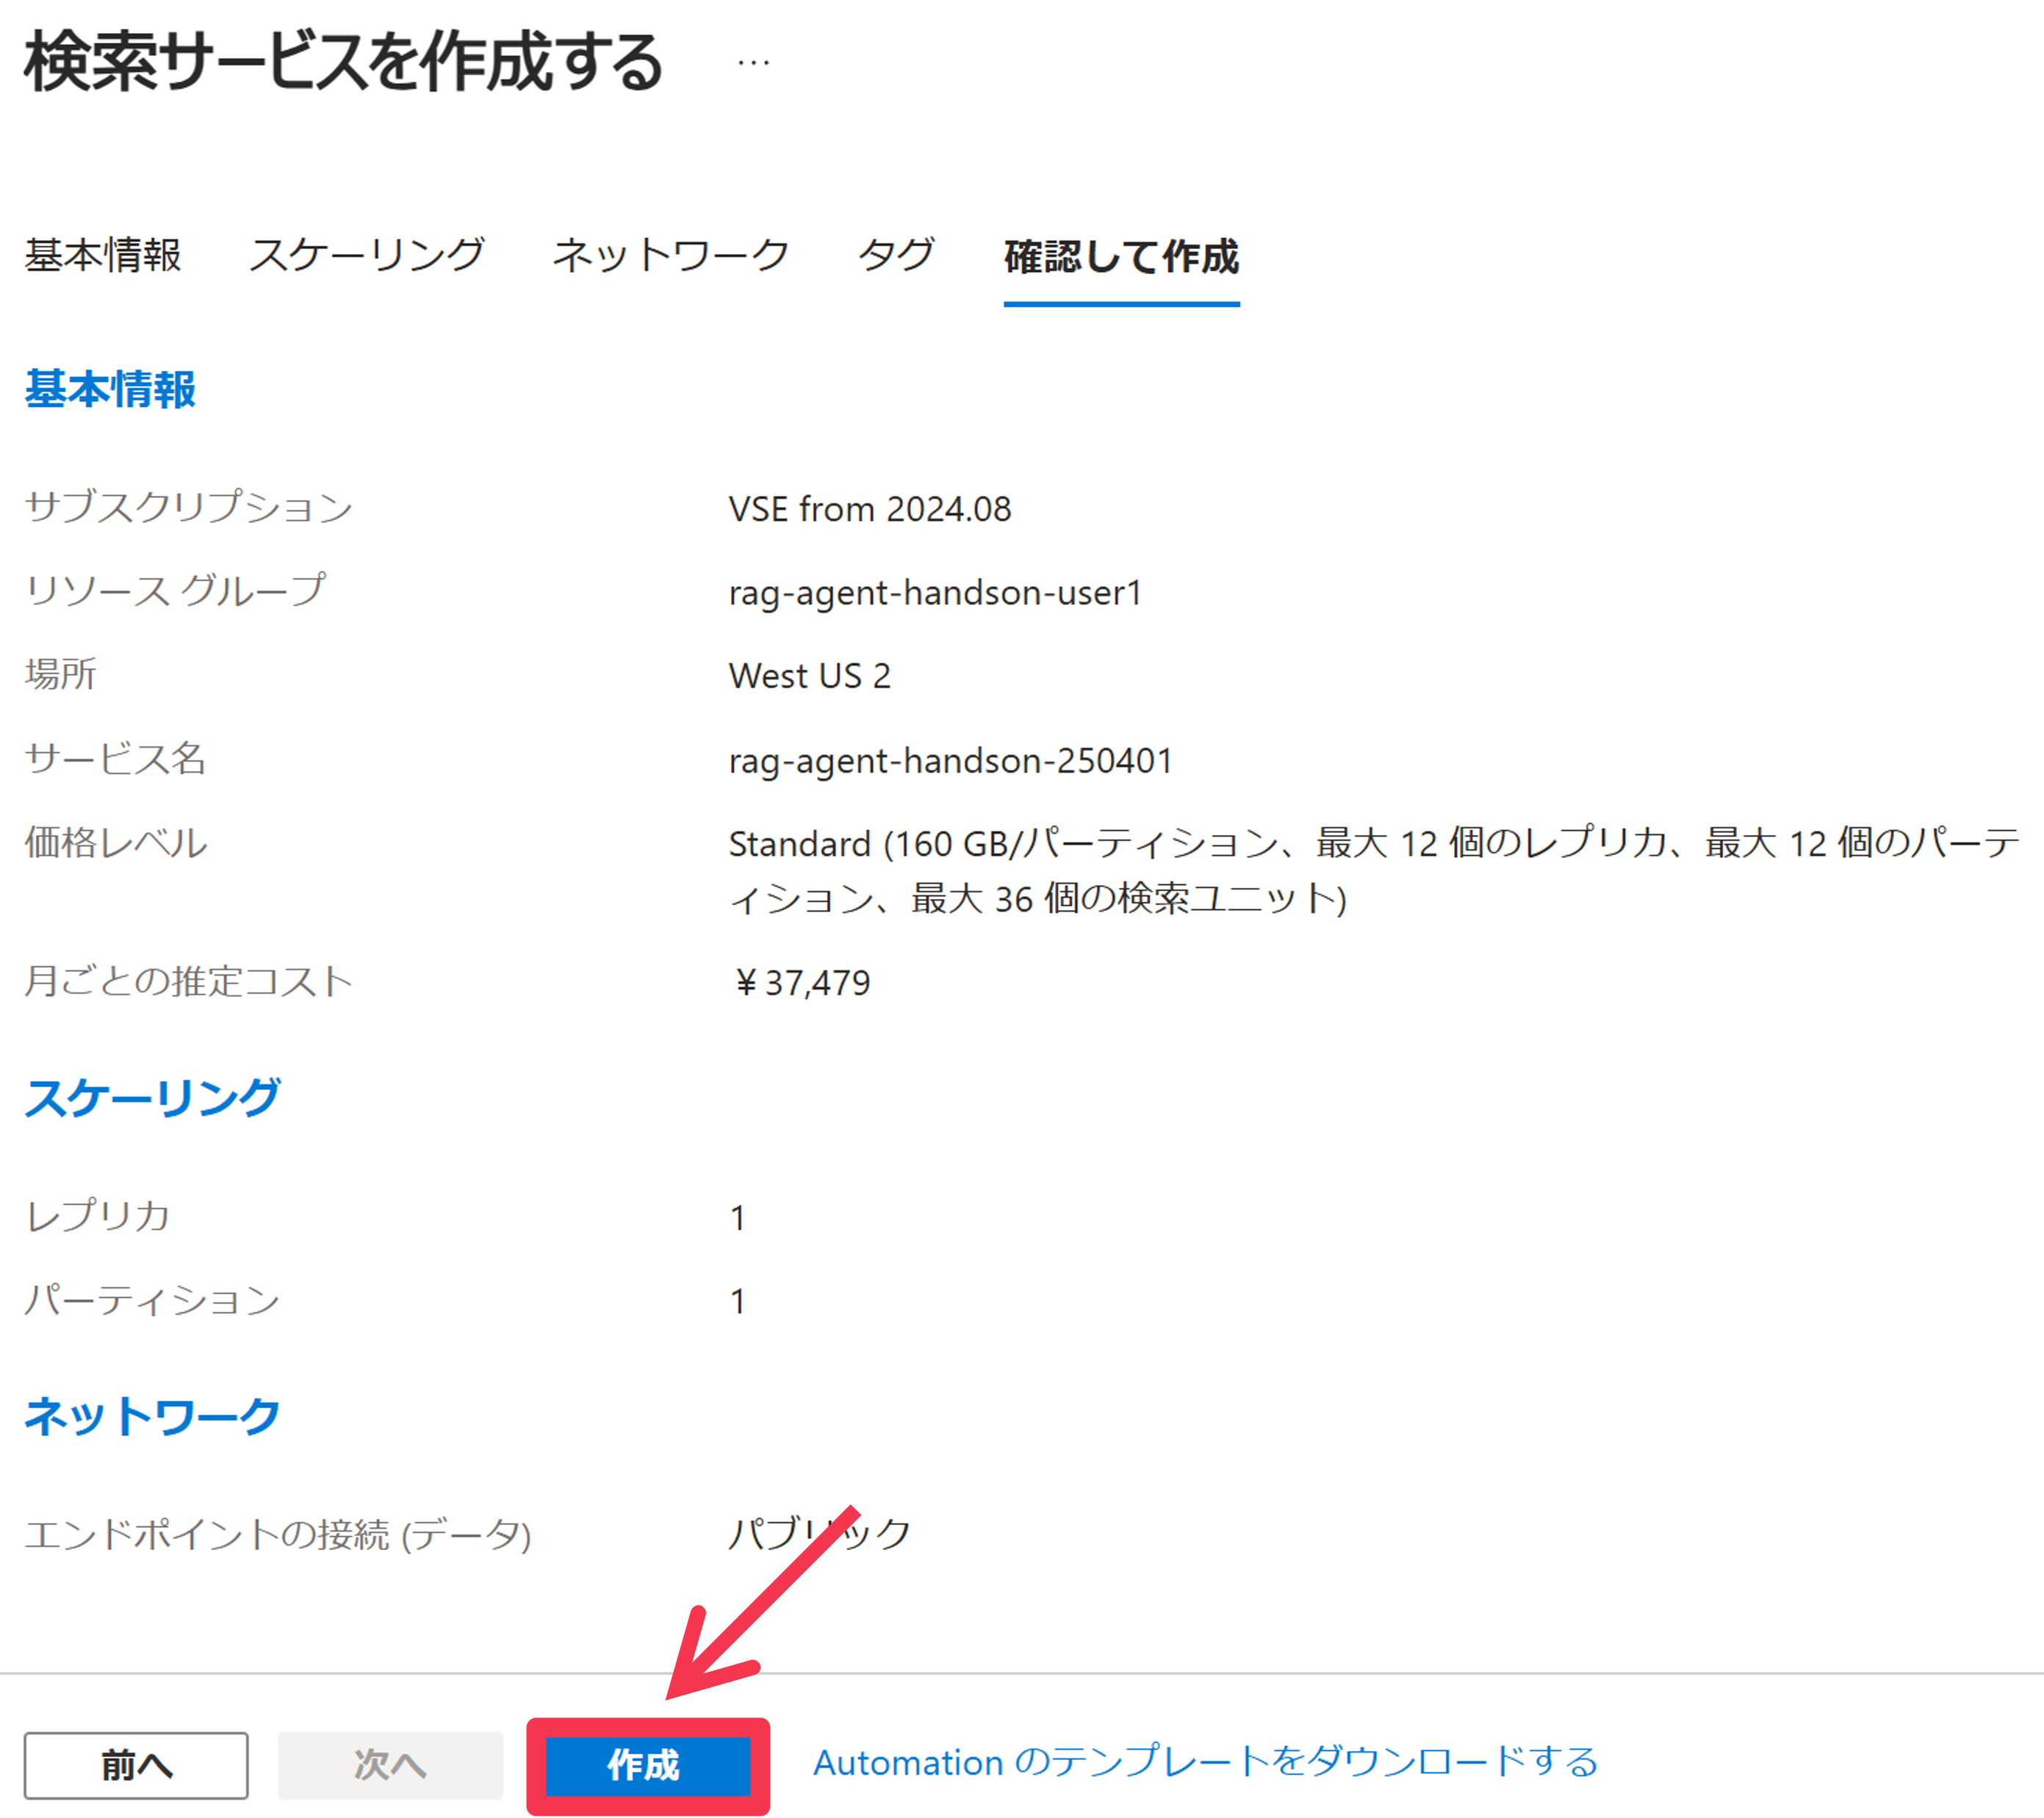 検索サービスを作成する ...
基本情報 スケーリング ネットワーク タグ 確認して作成
基本情報
サブスクリプション VSE from 2024.08
リソース グループ rag-agent-handson-user1
場所 West US 2
サービス名 rag-agent-handson-250401
価格レベル Standard (160 GB/パーティション、最大 12 個のレプリカ、最大 12 個のパーテ
ィション、最大 36 個の検索ユニット)
月ごとの推定コスト ¥37,479
スケーリング
レプリカ 1
パーティション 1
ネットワーク
エンドポイントの接続 (データ) パブリック
前へ 次へ 作成 Automation のテンプレートをダウンロードする